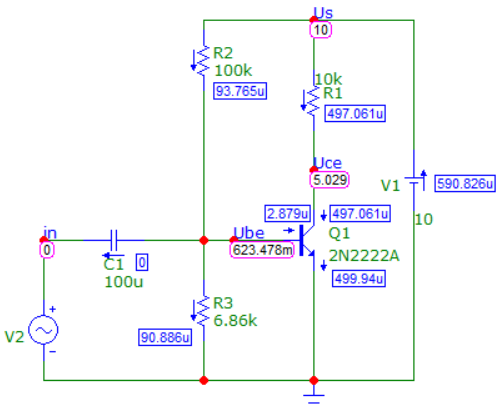 Us
10
R2
100k
93.765u
10k
R1
497.061u
Uce
5.029
V1
590.826u
10
2.879u
497.061u
in
0
Ube
623.478m
Q1
2N2222A
499.94u
C1
0
100u
R3
6.86k
90.886u
V2
+
−